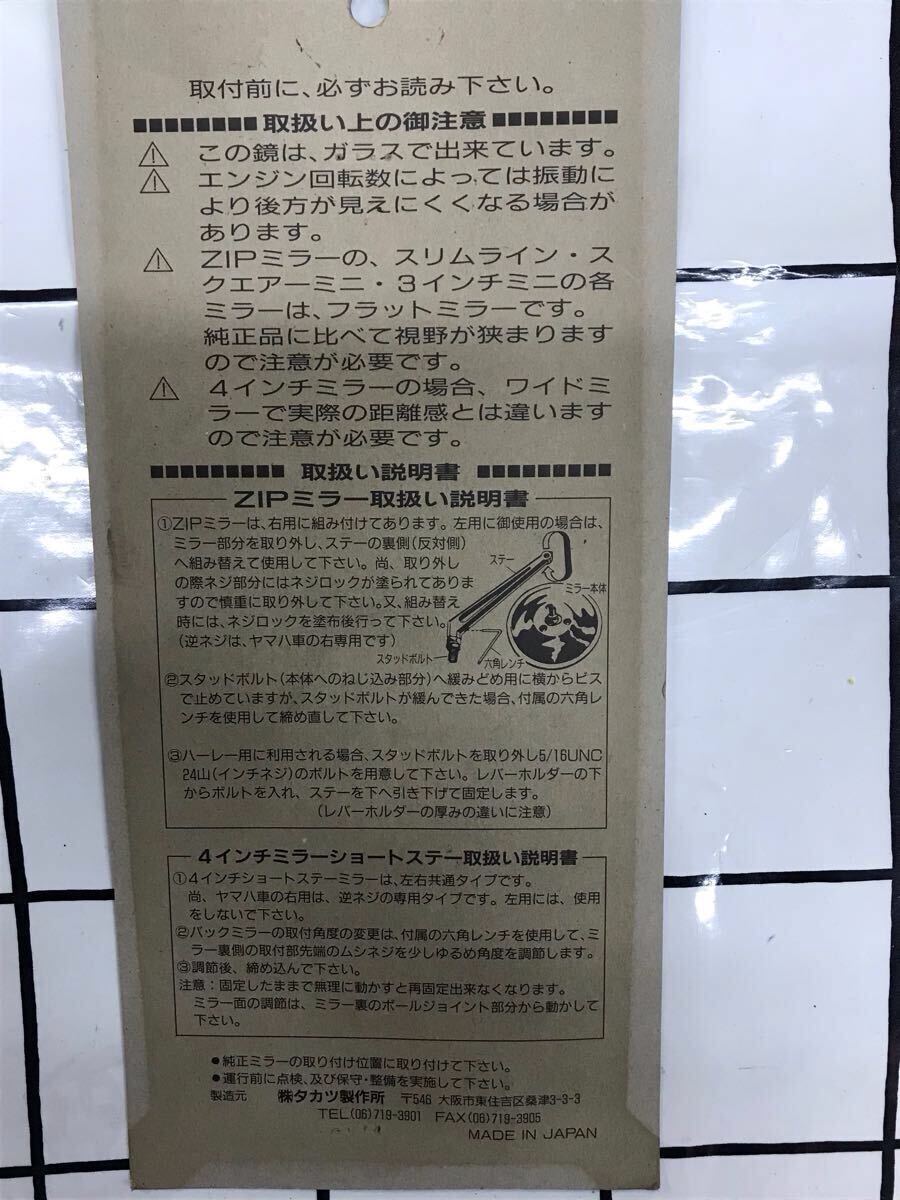 取付前に、必ずお読み下さい。
取扱い上の御注意
⚠ この鏡は、ガラスで出来ています。
⚠ エンジン回転数によっては振動に
より後方が見えにくくなる場合が
あります。
⚠ ZIPミラーの、スリムライン・ス
クエアーミニ・3インチミニの各
ミラーは、フラットミラーです。
純正品に比べて視野が狭まります
ので注意が必要です。
⚠ 4インチミラーの場合、ワイドミ
ラーで実際の距離感とは違います
ので注意が必要です。
取扱い説明書
ZIPミラー取扱い説明書
①ZIPミラーは、右用に組み付けてあります。左用に御使用の場合は、
ミラー部分を取り外し、ステーの裏側(反対側)
へ組み替えて使用して下さい。尚、取り外し
の際ネジ部分にはネジロックが塗られてありま
すので慎重に取り外して下さい。又、組み替え
時には、ネジロックを塗布後行って下さい。
(逆ネジは、ヤマハ車の右専用です)
ステー
ミラー本体
スタッドボルト
六角レンチ
②スタッドボルト(本体へのねじ込み部分)へ緩みどめ用に横からビス
で止めていますが、スタッドボルトが緩んできた場合、付属の六角レ
ンチを使用して締め直して下さい。
③ハーレー用に利用される場合、スタッドボルトを取り外し5/16UNC
24山(インチネジ)のボルトを用意して下さい。レバーホルダーの下
からボルトを入れ、ステーを下へ引き下げて固定します。
(レバーホルダーの厚みの違いに注意)
4インチミラーショートステー取扱い説明書
①4インチショートステーミラーは、左右共通タイプです。
尚、ヤマハ車の右用は、逆ネジの専用タイプです。左用には、使用
をしないで下さい。
②バックミラーの取付角度の変更は、付属の六角レンチを使用して、ミ
ラー裏側の取付部先端のムシネジを少しゆるめ角度を調節します。
③調節後、締め込んで下さい。
注意：固定したままで無理に動かすと再固定出来なくなります。
ミラー面の調節は、ミラー裏のボールジョイント部分から動かして
下さい。
●純正ミラーの取り付け位置に取り付けて下さい。
●運行前に点検、及び保守・整備を実施して下さい。
製造元 ㈱タカツ製作所 〒546 大阪市東住吉区桑津3-3-3
TEL(06)719-3901 FAX(06)719-3905
MADE IN JAPAN